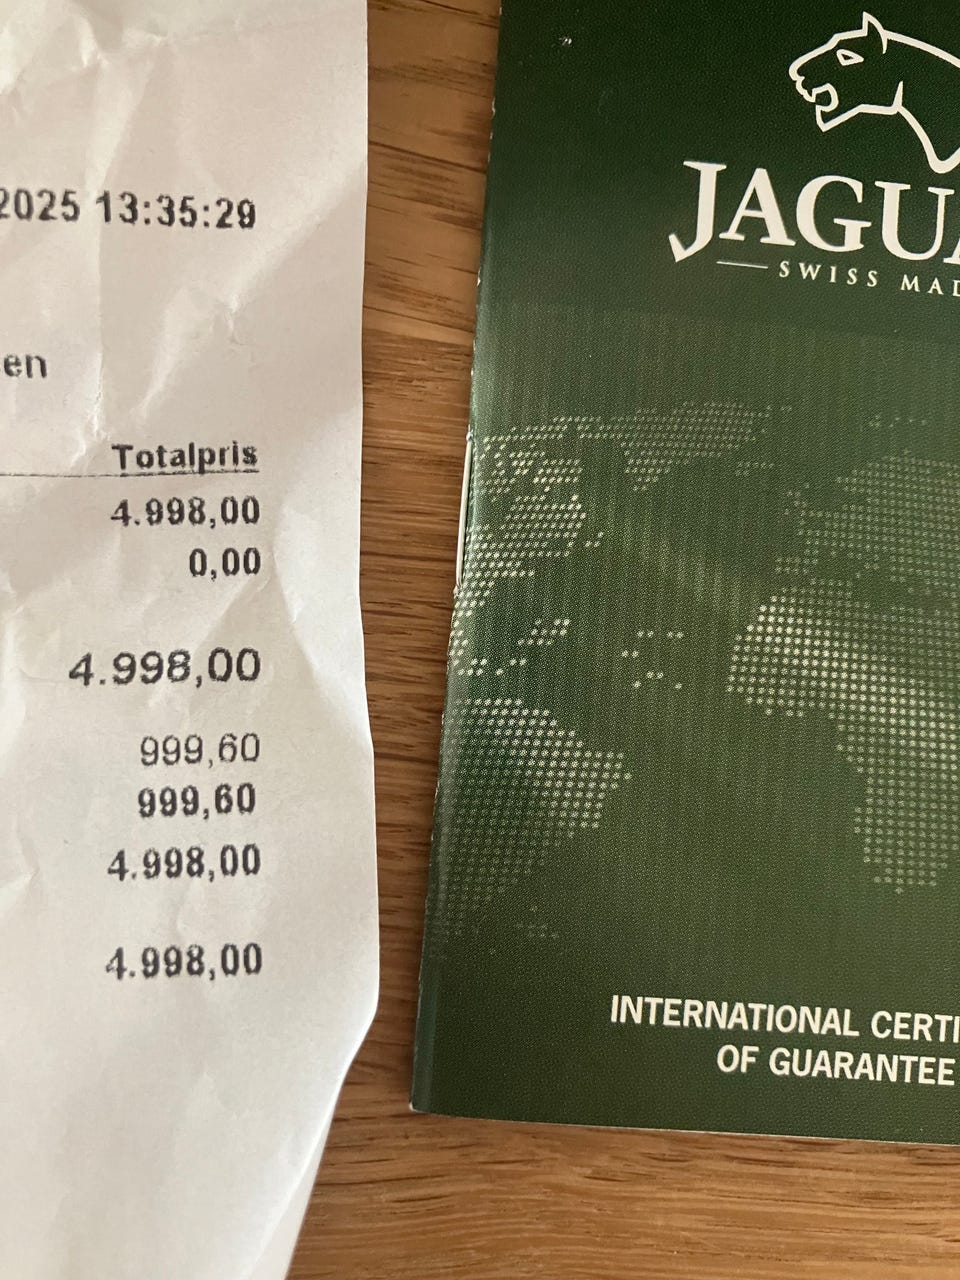 2025 13:35:29
en
Totalpris
4.998,00
0,00
4.998,00
999,60
999,60
4.998,00
4.998,00
JAGUA
SWISS MAD
INTERNATIONAL CERTI
OF GUARANTEE